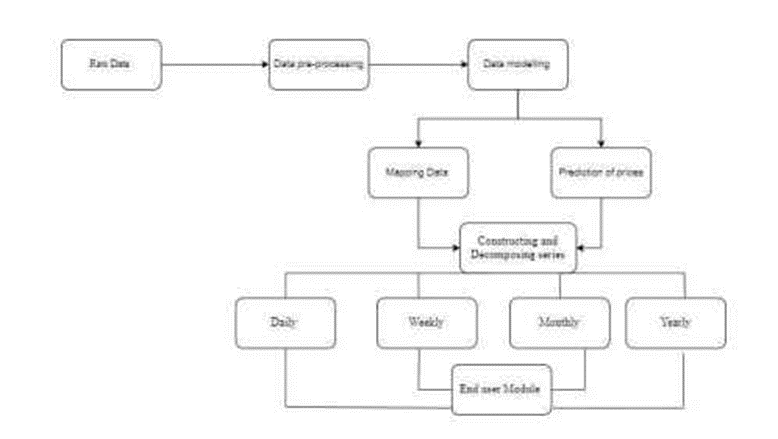 Raw Data
Data pre-processing
Data modelling
Mapping Data
Prediction of prices
Constructing and
Decomposing series
Daily
Weekly
Monthly
Yearly
End user Module